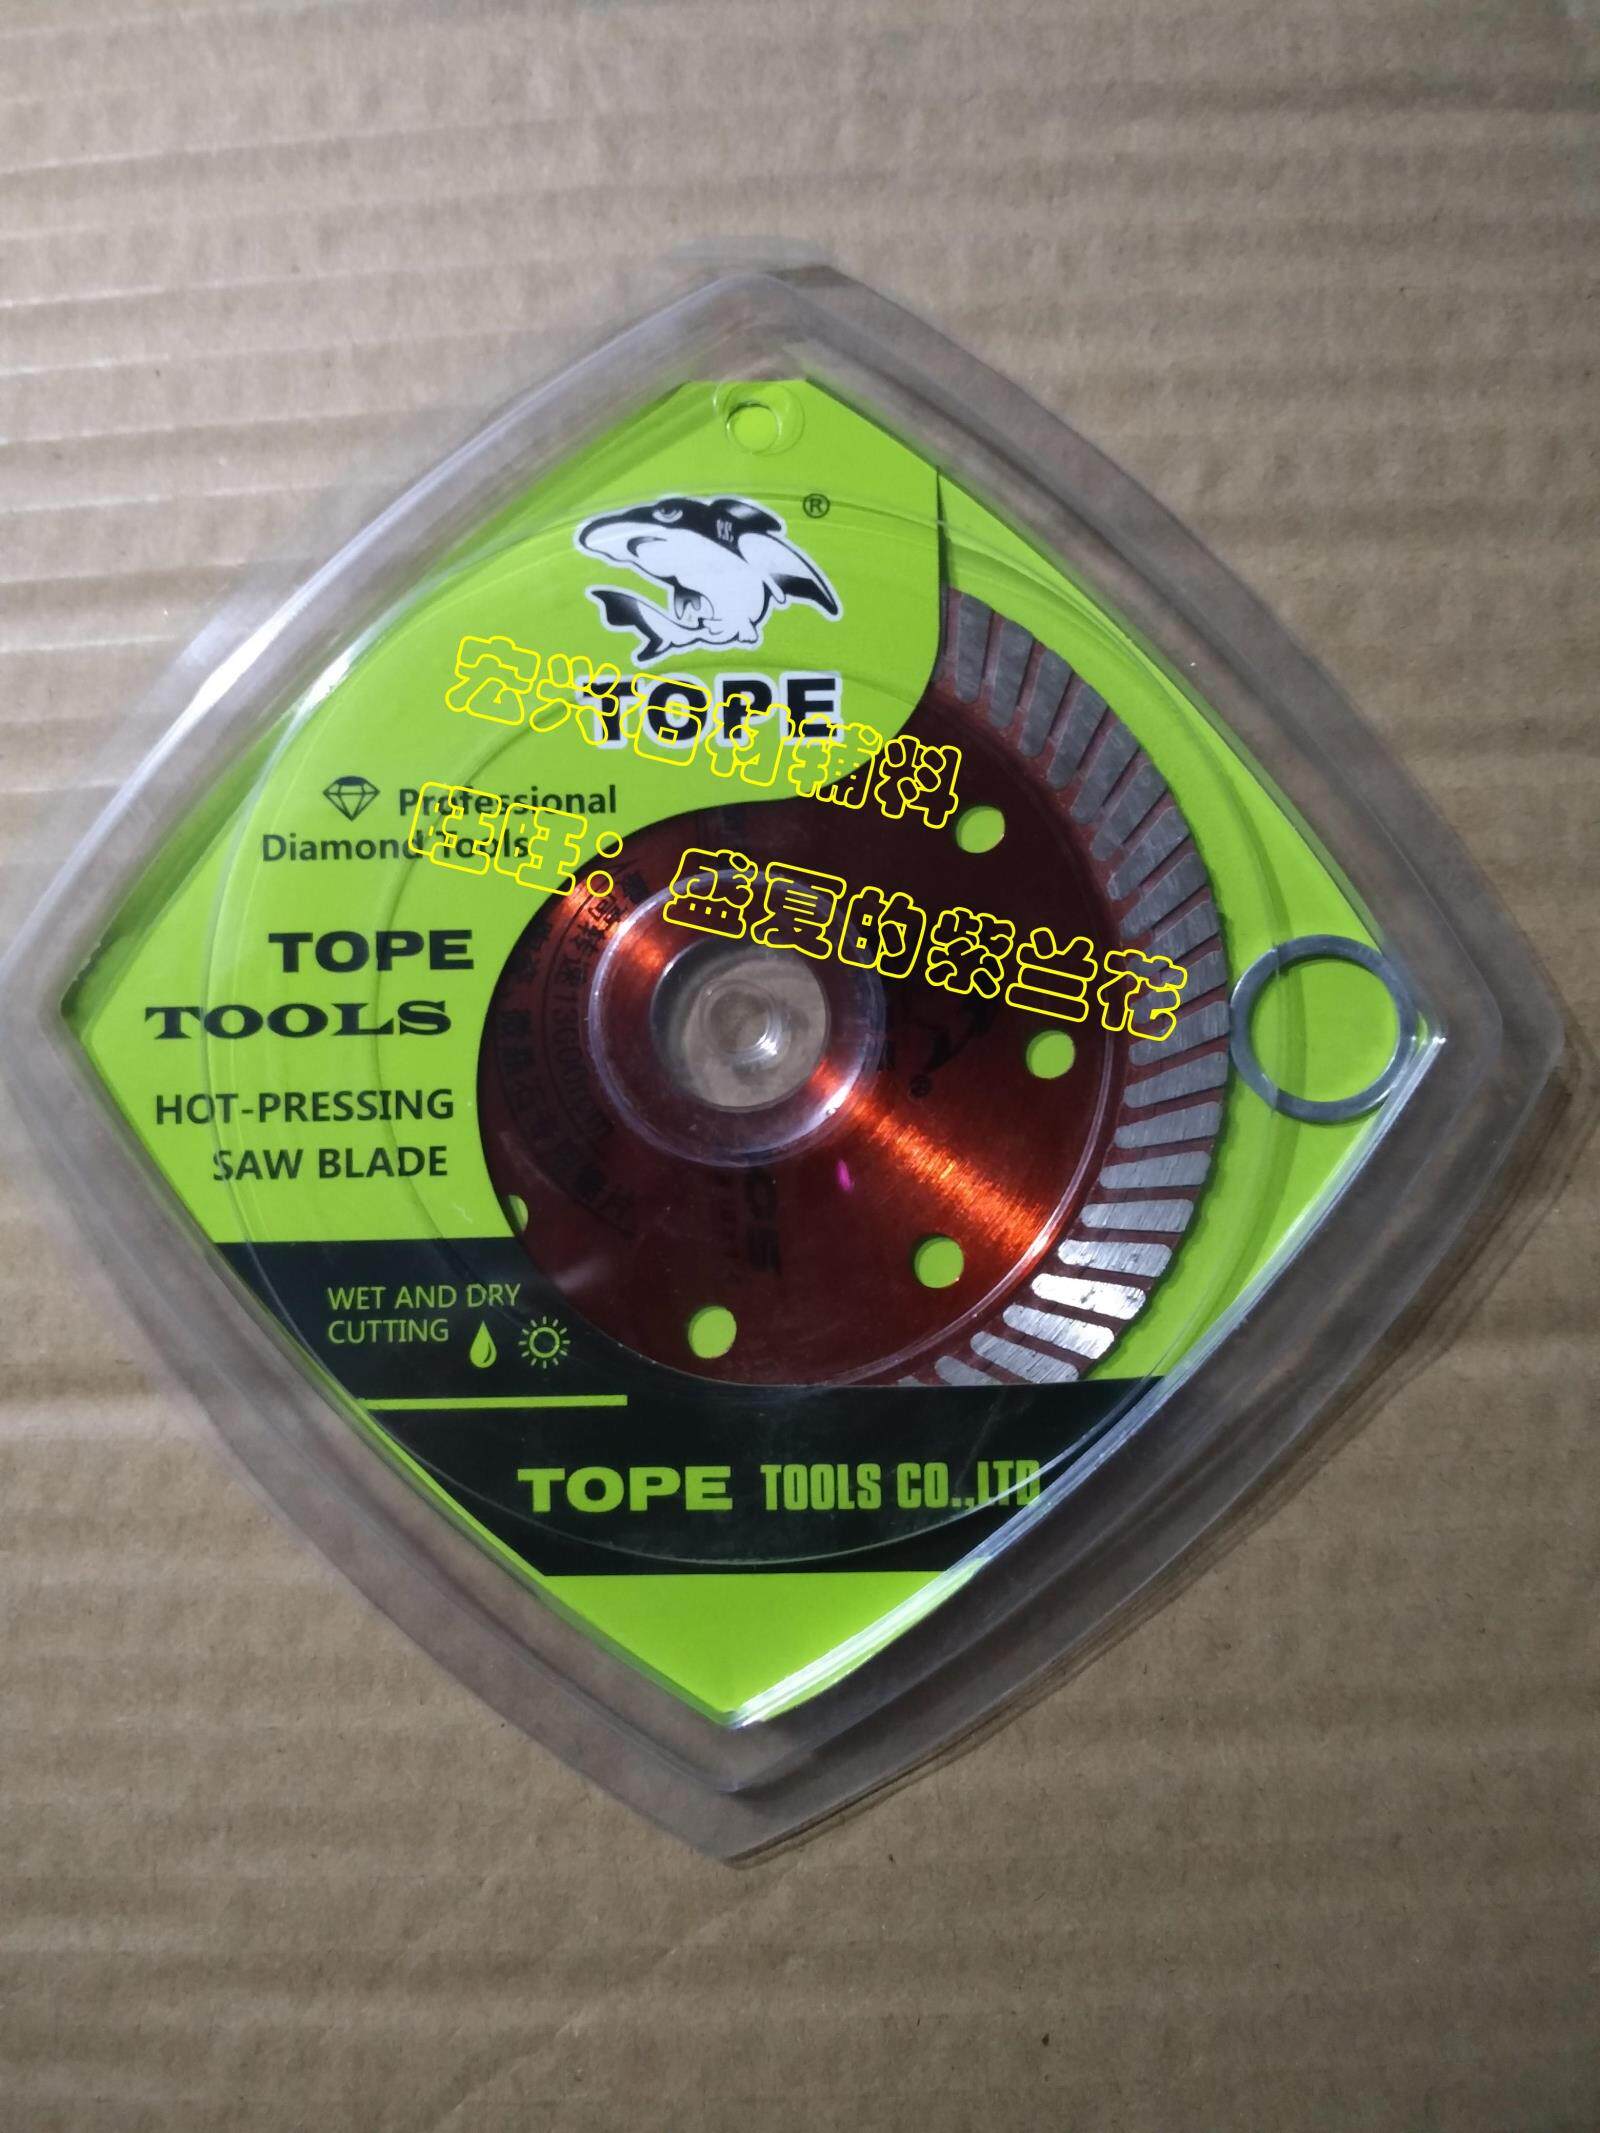 ®
TOPE
宏兴石材辅料
Professional
Diamond Tools
旺旺：盛夏的紫兰花
TOPE
TOOLS
HOT-PRESSING
SAW BLADE
WET AND DRY
CUTTING
TOPE TOOLS CO.,LTD